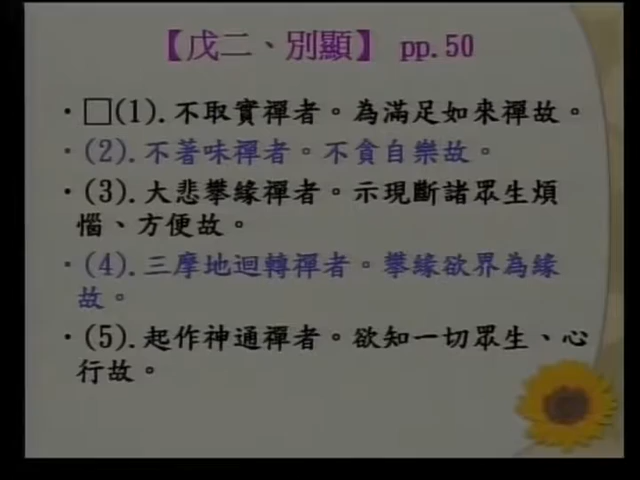 【戊二、別顯】 pp.50
·□(1).不取實禪者。為滿足如來禪故。
·(2).不著味禪者。不貪自樂故。
·(3).大悲攀緣禪者。示現斷諸眾生煩
惱、方便故。
·(4).三摩地迴轉禪者。攀緣欲界為緣
故。
·(5).起作神通禪者。欲知一切眾生、心
行故。